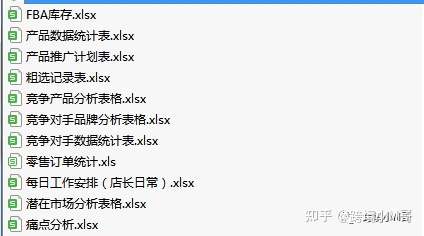 FBA库存.xlsx
产品数据统计表.xlsx
产品推广计划表.xlsx
粗选记录表.xlsx
竞争产品分析表格.xlsx
竞争对手品牌分析表格.xlsx
竞争对手数据统计表.xlsx
零售订单统计.xls
每日工作安排（店长日常）.xlsx
潜在市场分析表格.xlsx
痛点分析.xlsx
知乎 @跨境小M哥